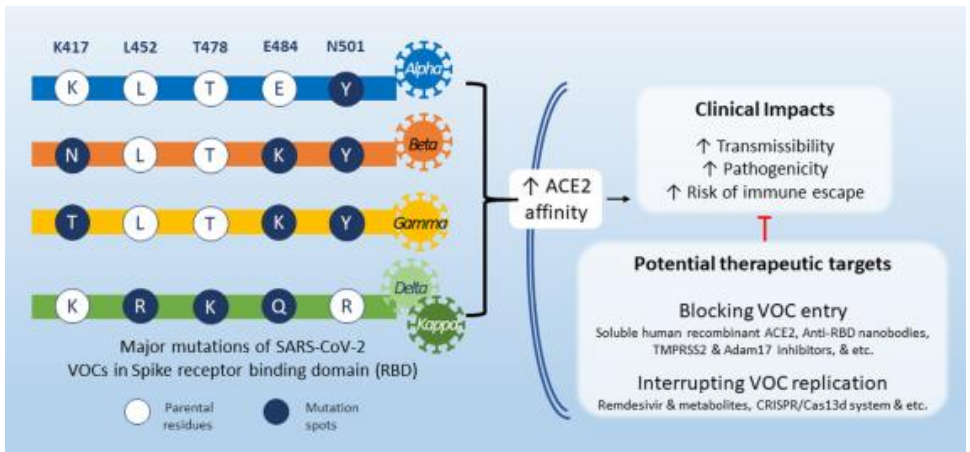 K417 L452 T478 E484 N501
K L T E Y Alpha
N L T K Y Beta
T L T K Y Gamma
Delta
K R K Q R Kappa
Major mutations of SARS-CoV-2
VOCs in Spike receptor binding domain (RBD)
Parental
residues
Mutation
spots
↑ ACE2
affinity
Clinical Impacts
↑ Transmissibility
↑ Pathogenicity
↑ Risk of immune escape
Potential therapeutic targets
Blocking VOC entry
Soluble human recombinant ACE2, Anti-RBD nanobodies,
TMPRSS2 & Adam17 inhibitors, & etc.
Interrupting VOC replication
Remdesivir & metabolites, CRISPR/Cas13d system & etc.